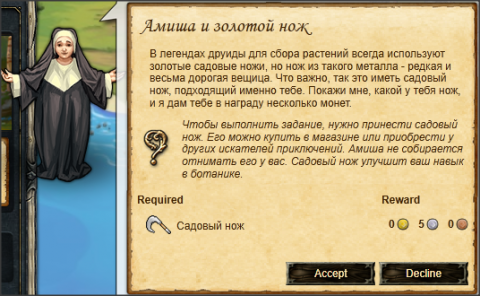 Амиша и золотой нож
В легендах друиды для сбора растений всегда используют
золотые садовые ножи, но нож из такого металла - редкая и
весьма дорогая вещица. Что важно, так это иметь садовый
нож, подходящий именно тебе. Покажи мне, какой у тебя нож,
и я дам тебе в награду несколько монет.
Чтобы выполнить задание, нужно принести садовый
нож. Его можно купить в магазине или приобрести у
других искателей приключений. Амиша не собирается
отнимать его у вас. Садовый нож улучшит ваш навык
в ботанике.
Required Reward
Садовый нож 0 5 0
Accept Decline